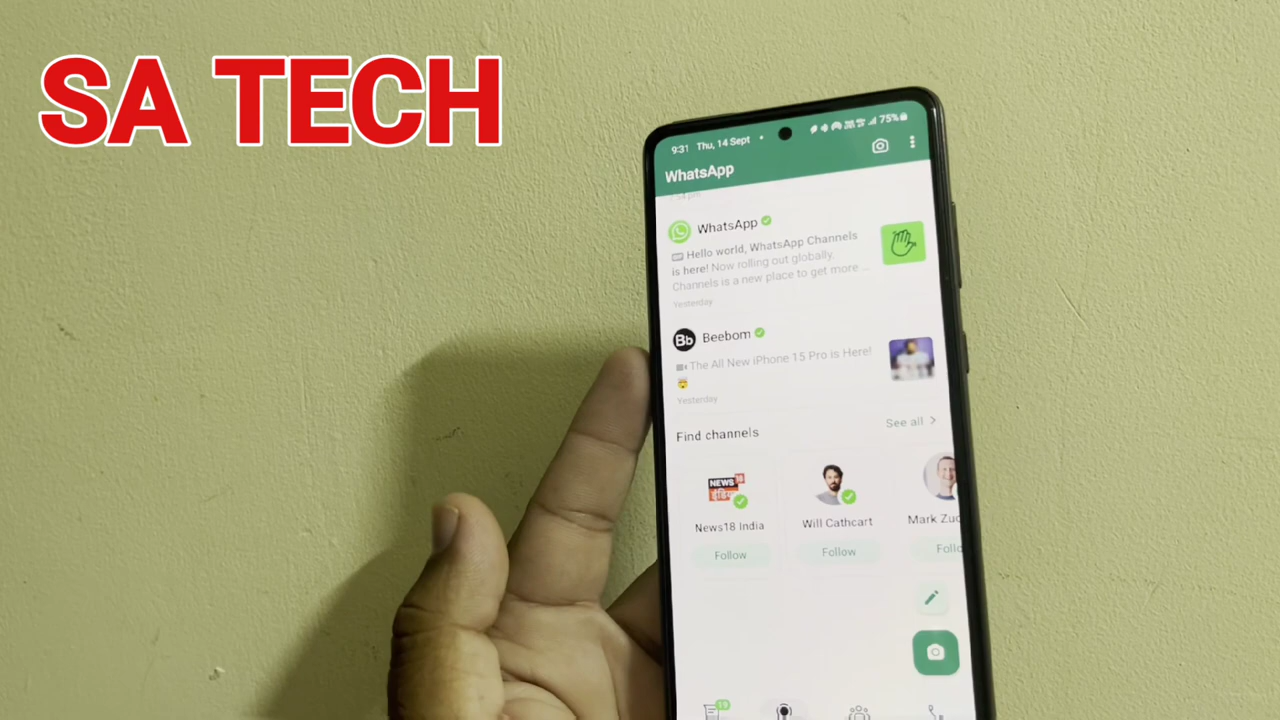 SA TECH
9:31 Thu, 14 Sept
75%
WhatsApp
WhatsApp
Hello world, WhatsApp Channels
is here! Now rolling out globally,
Channels is a new place to get more ...
Yesterday
Beebom
Bb
The All New iPhone 15 Pro is Here!
Yesterday
Find channels
See all
NEWS 18
इंडिया
News18 India
Will Cathcart
Mark Zuc
Follow
Follow
Follo
19